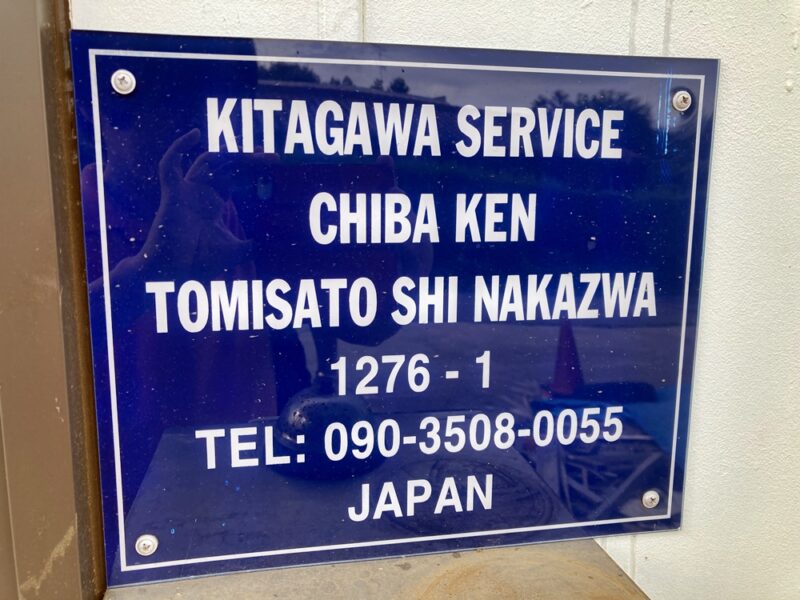 KITAGAWA SERVICE
CHIBA KEN
TOMISATO SHI NAKAZWA
1276 - 1
TEL: 090-3508-0055
JAPAN